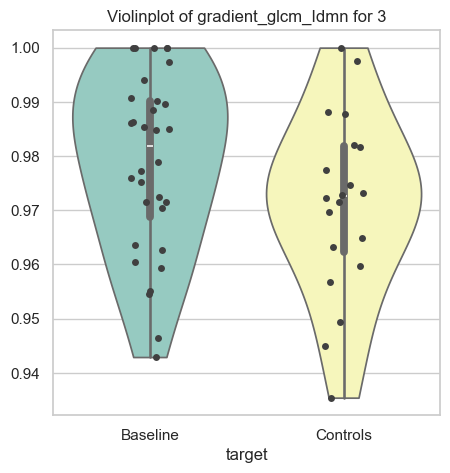 Violinplot of gradient_glcm_Idmn for 3
1.00
0.99
0.98
0.97
0.96
0.95
0.94
Baseline
Controls
target